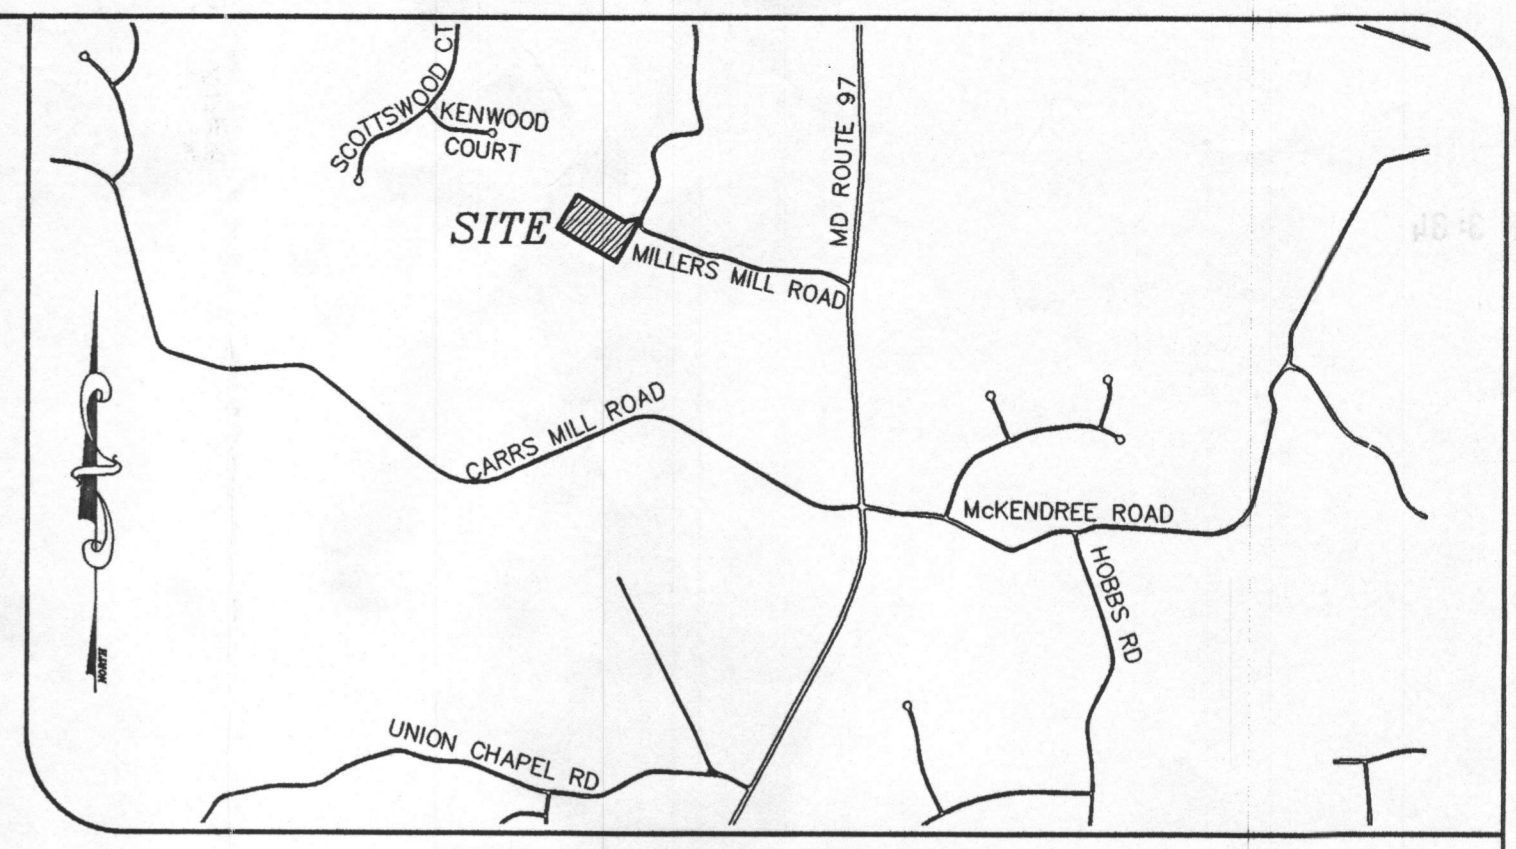 SCOTTSWOOD CT
KENWOOD
COURT
MD ROUTE 97
SITE
MILLERS MILL ROAD
CARRS MILL ROAD
McKENDREE ROAD
HOBBS RD
NORTH
UNION CHAPEL RD